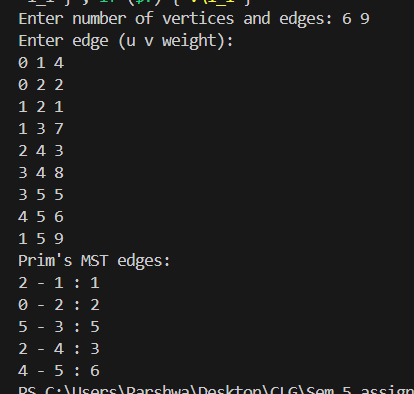 Enter number of vertices and edges: 6 9
Enter edge (u v weight):
0 1 4
0 2 2
1 2 1
1 3 7
2 4 3
3 4 8
3 5 5
4 5 6
1 5 9
Prim's MST edges:
2 - 1 : 1
0 - 2 : 2
5 - 3 : 5
2 - 4 : 3
4 - 5 : 6
PS C:\Users\Parshwa\Desktop\CLG\Sem 5 assign